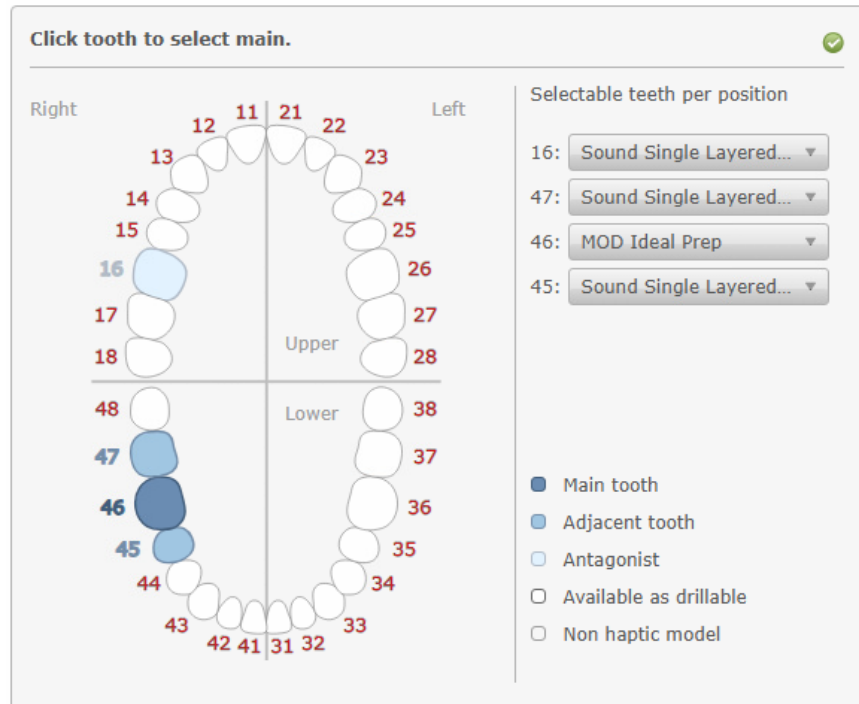 Click tooth to select main.
Right
Left
11 21
12 22
13 23
14 24
15 25
16 26
17 27
18 28
Upper
Lower
48 38
47 37
46 36
45 35
44 34
43 33
42 41 31 32
Selectable teeth per position
16: Sound Single Layered...
47: Sound Single Layered...
46: MOD Ideal Prep
45: Sound Single Layered...
Main tooth
Adjacent tooth
Antagonist
Available as drillable
Non haptic model